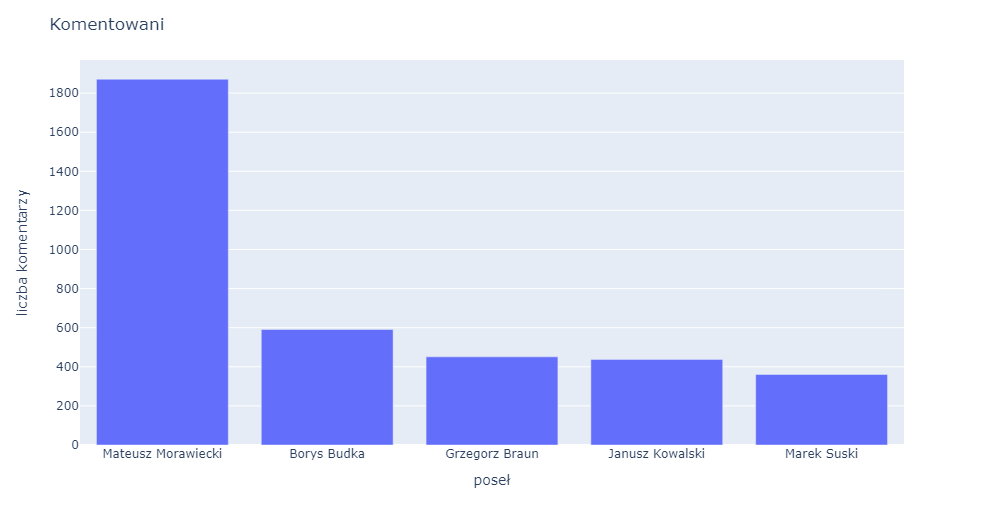 Komentowani
liczba komentarzy
1800
1600
1400
1200
1000
800
600
400
200
0
Mateusz Morawiecki
Borys Budka
Grzegorz Braun
Janusz Kowalski
Marek Suski
poseł